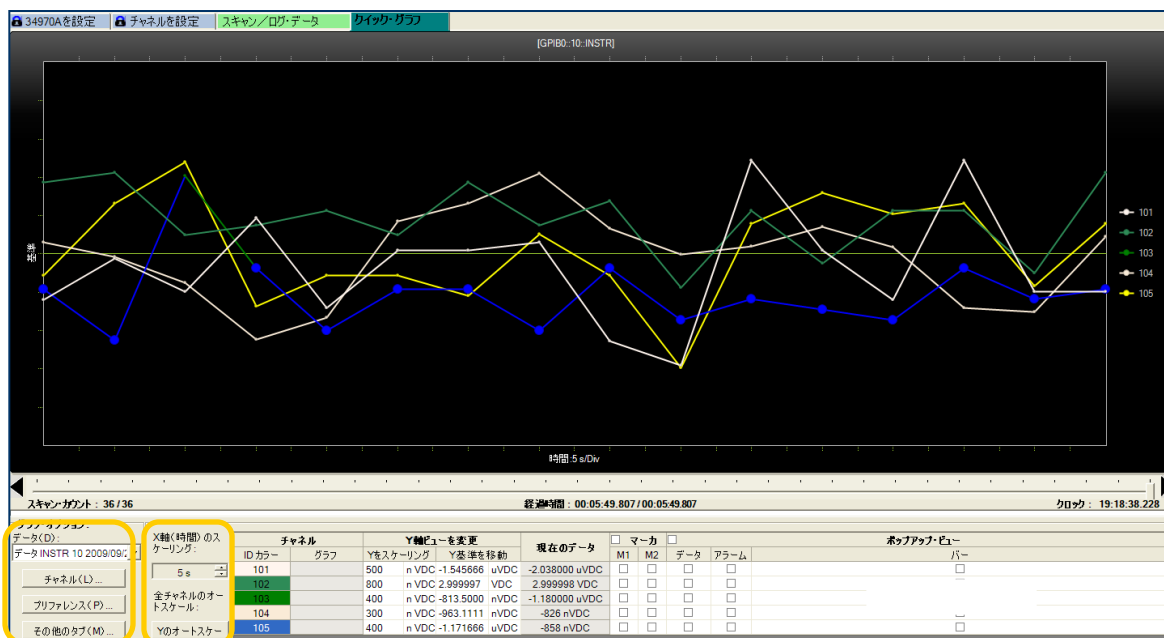 34970Aを設定 チャネルを設定 スキャン／ログ・データ クイック・グラフ
[GPIB0::10::INSTR]
基準
101
102
103
104
105
時間:5 s/Div
スキャン・カウント : 36 / 36 経過時間 : 00:05:49.807 / 00:05:49.807 クロック : 19:18:38.228
グラフ・オプション:
データ(D):
データ INSTR 10 2009/09/
チャネル(L)...
プリファレンス(P)...
その他のタブ(M)...
X軸(時間) のス
ケーリング:
5 s
全チャネルのオー
トスケール:
Yのオートスケー
チャネル Y軸ビューを変更 現在のデータ マーカ ポップアップ・ビュー
ID カラー グラフ Yをスケーリング Y基準を移動 M1 M2 データ アラーム バー
101 500 n VDC -1.545666 uVDC -2.038000 uVDC
102 800 n VDC 2.999997 VDC 2.999998 VDC
103 400 n VDC -813.5000 nVDC -1.180000 uVDC
104 300 n VDC -963.1111 nVDC -826 nVDC
105 400 n VDC -1.171666 uVDC -858 nVDC